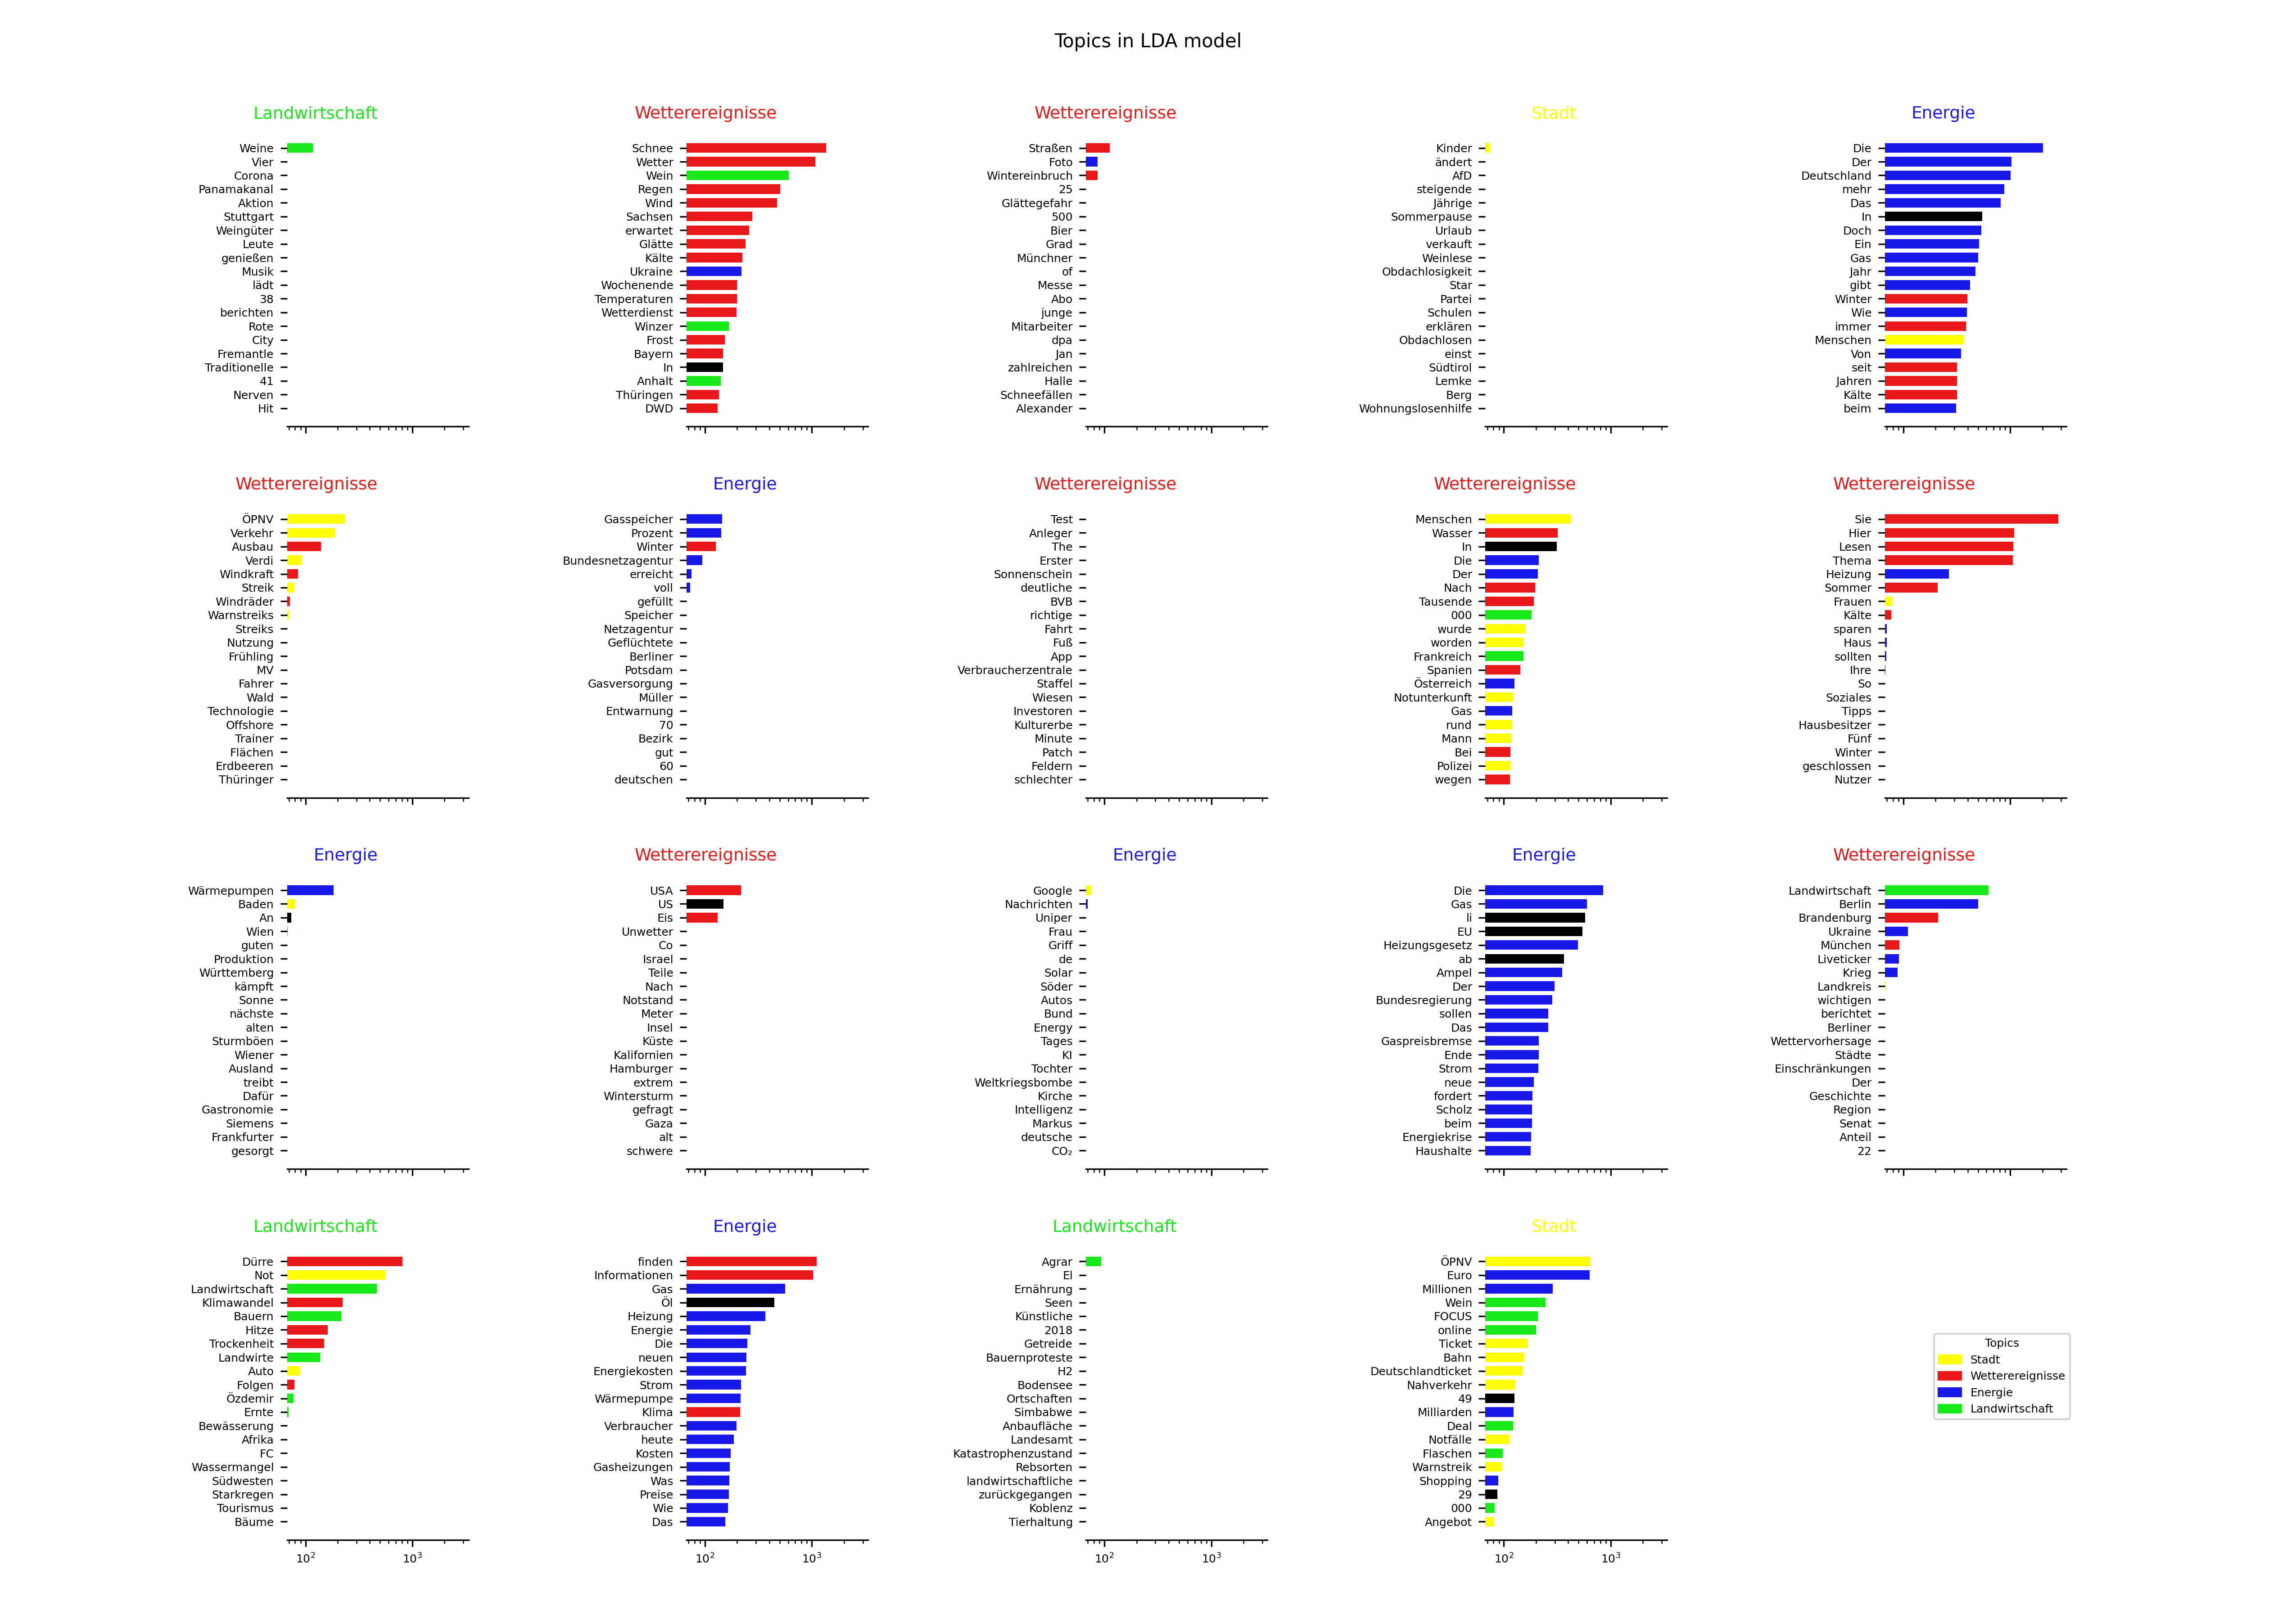 Topics in LDA model
Landwirtschaft
Weine
Vier
Corona
Panamakanal
Aktion
Stuttgart
Weingüter
Leute
genießen
Musik
lädt
38
berichten
Rote
City
Fremantle
Traditionelle
41
Nerven
Hit
Wetterereignisse
Schnee
Wetter
Wein
Regen
Wind
Sachsen
erwartet
Glätte
Kälte
Ukraine
Wochenende
Temperaturen
Wetterdienst
Winzer
Frost
Bayern
In
Anhalt
Thüringen
DWD
Wetterereignisse
Straßen
Foto
Wintereinbruch
25
Glättegefahr
500
Bier
Grad
Münchner
of
Messe
Abo
junge
Mitarbeiter
dpa
Jan
zahlreichen
Halle
Schneefällen
Alexander
Stadt
Kinder
ändert
AfD
steigende
Jährige
Sommerpause
Urlaub
verkauft
Weinlese
Obdachlosigkeit
Star
Partei
Schulen
erklären
Obdachlosen
einst
Südtirol
Lemke
Berg
Wohnungslosenhilfe
Energie
Die
Der
Deutschland
mehr
Das
In
Doch
Ein
Gas
Jahr
gibt
Winter
Wie
immer
Menschen
Von
seit
Jahren
Kälte
beim
Wetterereignisse
ÖPNV
Verkehr
Ausbau
Verdi
Windkraft
Streik
Windräder
Warnstreiks
Streiks
Nutzung
Frühling
MV
Fahrer
Wald
Technologie
Offshore
Trainer
Flächen
Erdbeeren
Thüringer
Energie
Gasspeicher
Prozent
Winter
Bundesnetzagentur
erreicht
voll
gefüllt
Speicher
Netzagentur
Geflüchtete
Berliner
Potsdam
Gasversorgung
Müller
Entwarnung
70
Bezirk
gut
60
deutschen
Wetterereignisse
Test
Anleger
The
Erster
Sonnenschein
deutliche
BVB
richtige
Fahrt
Fuß
App
Verbraucherzentrale
Staffel
Wiesen
Investoren
Kulturerbe
Minute
Patch
Feldern
schlechter
Wetterereignisse
Menschen
Wasser
In
Die
Der
Nach
Tausende
000
wurde
worden
Frankreich
Spanien
Österreich
Notunterkunft
Gas
rund
Mann
Bei
Polizei
wegen
Wetterereignisse
Sie
Hier
Lesen
Thema
Heizung
Sommer
Frauen
Kälte
sparen
Haus
sollten
Ihre
So
Soziales
Tipps
Hausbesitzer
Fünf
Winter
geschlossen
Nutzer
Energie
Wärmepumpen
Baden
An
Wien
guten
Produktion
Württemberg
kämpft
Sonne
nächste
alten
Sturmböen
Wiener
Ausland
treibt
Dafür
Gastronomie
Siemens
Frankfurter
gesorgt
Wetterereignisse
USA
US
Eis
Unwetter
Co
Israel
Teile
Nach
Notstand
Meter
Insel
Küste
Kalifornien
Hamburger
extrem
Wintersturm
gefragt
Gaza
alt
schwere
Energie
Google
Nachrichten
Uniper
Frau
Griff
de
Solar
Söder
Autos
Bund
Energy
Tages
KI
Tochter
Weltkriegsbombe
Kirche
Intelligenz
Markus
deutsche
CO₂
Energie
Die
Gas
li
EU
Heizungsgesetz
ab
Ampel
Der
Bundesregierung
sollen
Das
Gaspreisbremse
Ende
Strom
neue
fordert
Scholz
beim
Energiekrise
Haushalte
Wetterereignisse
Landwirtschaft
Berlin
Brandenburg
Ukraine
München
Liveticker
Krieg
Landkreis
wichtigen
berichtet
Berliner
Wettervorhersage
Städte
Einschränkungen
Der
Geschichte
Region
Senat
Anteil
22
Landwirtschaft
Dürre
Not
Landwirtschaft
Klimawandel
Bauern
Hitze
Trockenheit
Landwirte
Auto
Folgen
Özdemir
Ernte
Bewässerung
Afrika
FC
Wassermangel
Südwesten
Starkregen
Tourismus
Bäume
10² 10³
Energie
finden
Informationen
Gas
Öl
Heizung
Energie
Die
neuen
Energiekosten
Strom
Wärmepumpe
Klima
Verbraucher
heute
Kosten
Gasheizungen
Was
Preise
Wie
Das
10² 10³
Landwirtschaft
Agrar
El
Ernährung
Seen
Künstliche
2018
Getreide
Bauernproteste
H2
Bodensee
Ortschaften
Simbabwe
Anbaufläche
Landesamt
Katastrophenzustand
Rebsorten
landwirtschaftliche
zurückgegangen
Koblenz
Tierhaltung
10² 10³
Stadt
ÖPNV
Euro
Millionen
Wein
FOCUS
online
Ticket
Bahn
Deutschlandticket
Nahverkehr
49
Milliarden
Deal
Notfälle
Flaschen
Warnstreik
Shopping
29
000
Angebot
10² 10³
Topics
Stadt
Wetterereignisse
Energie
Landwirtschaft